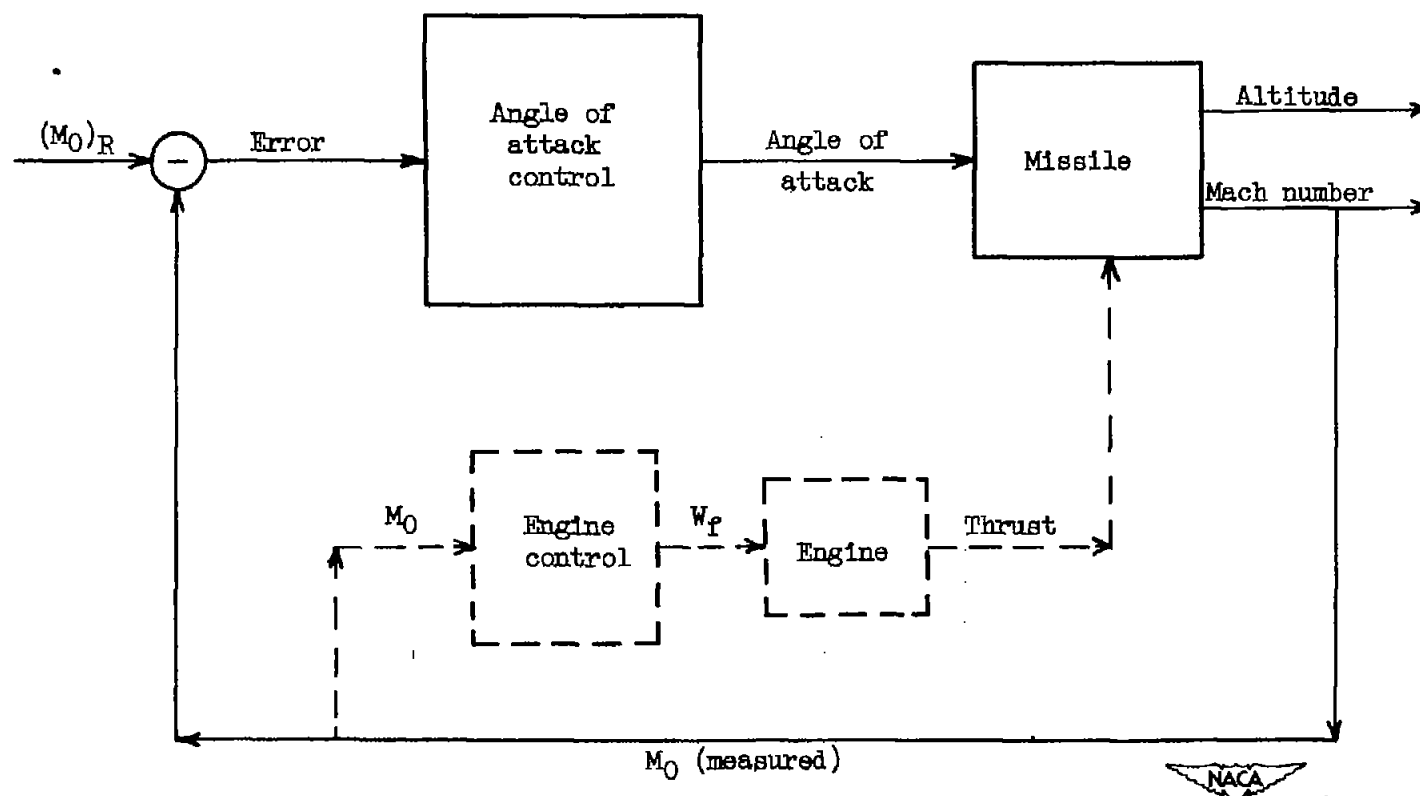 (M₀)R
Error
Angle of
attack
control
Angle of
attack
Missile
Altitude
Mach number
M₀
Engine
control
Wf
Engine
Thrust
M₀ (measured)
NACA